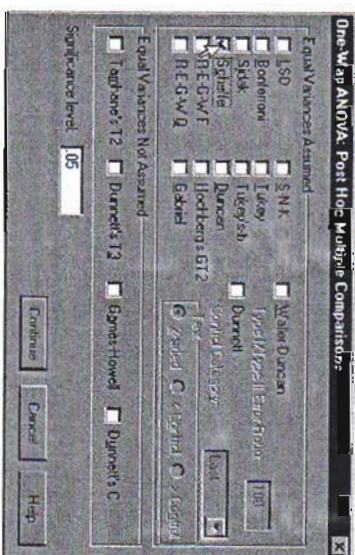 One-Way ANOVA: Post Hoc Multiple Comparisons
Equal Variances Assumed
LSD S-N-K Waller-Duncan
Bonferroni Tukey Type I/Type II Error Ratio: 100
Sidak Tukey's-b Dunnett
Scheffe Duncan Control Category: Last
R-E-G-W F Hochberg's GT2 Test
R-E-G-W Q Gabriel 2-sided < Control > Control
Equal Variances Not Assumed
Tamhane's T2 Dunnett's T3 Games-Howell Dunnett's C
Significance level: .05
Continue Cancel Help